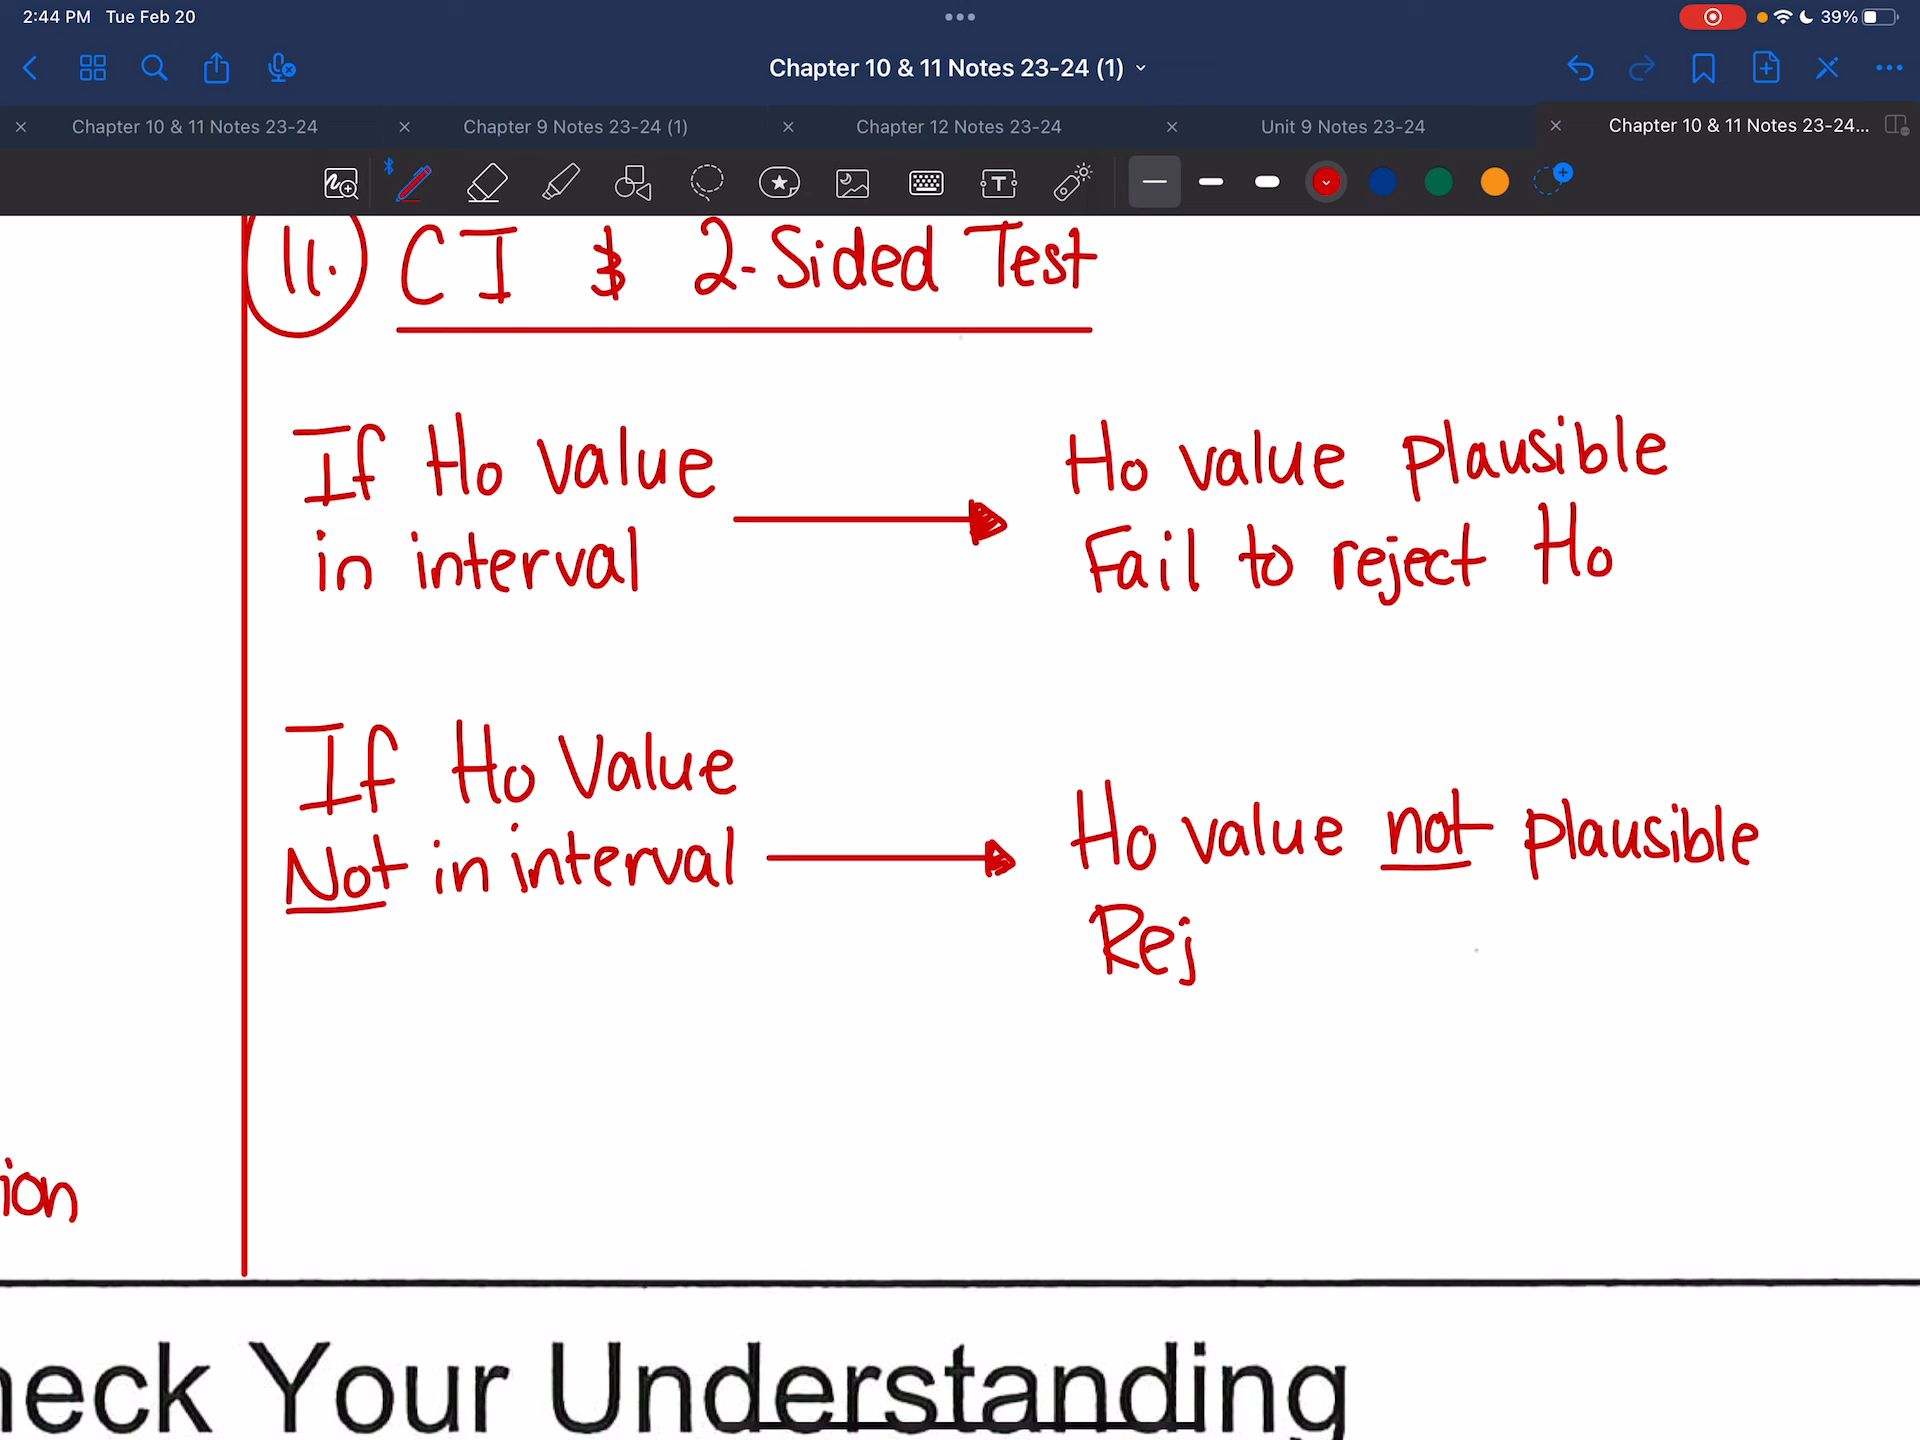 2:44 PM Tue Feb 20
39%
Chapter 10 & 11 Notes 23-24 (1)
Chapter 10 & 11 Notes 23-24
Chapter 9 Notes 23-24 (1)
Chapter 12 Notes 23-24
Unit 9 Notes 23-24
Chapter 10 & 11 Notes 23-24...
11. CI & 2-Sided Test
If Ho value
in interval
Ho value plausible
Fail to reject Ho
If Ho Value
Not in interval
Ho value not plausible
Rej
ion
heck Your Understanding